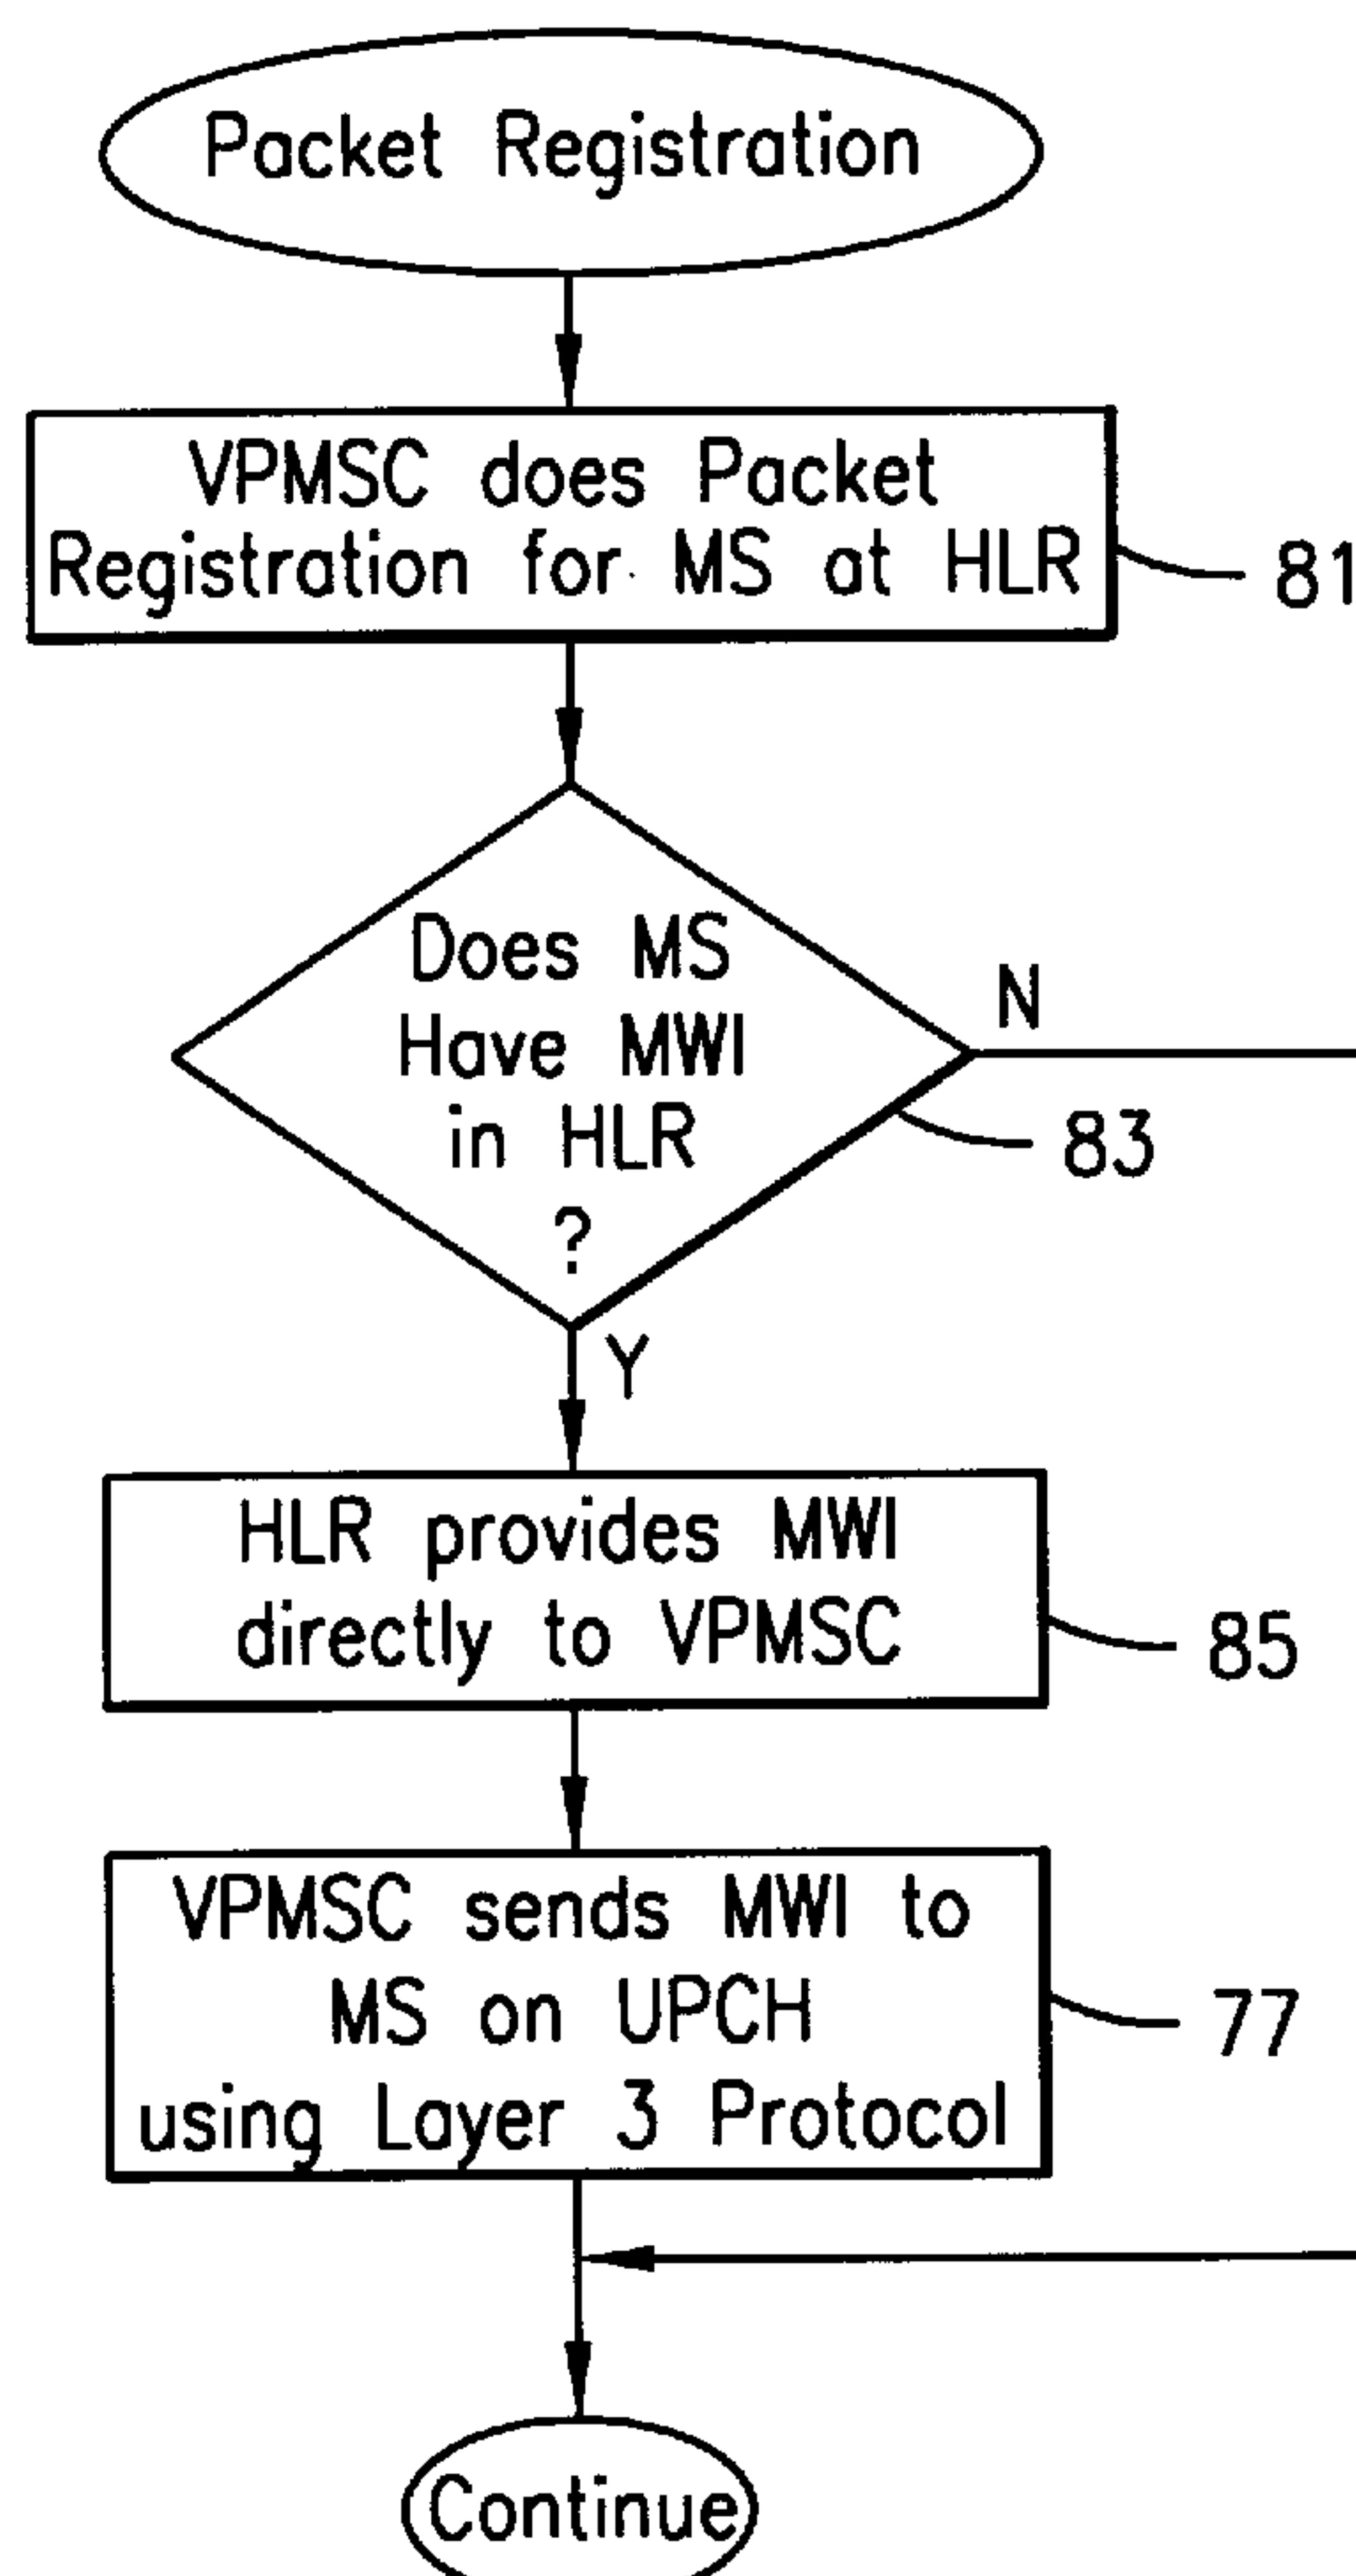 Packet Registration
VPMSC does Packet
Registration for MS at HLR
81
Does MS
Have MWI
in HLR
?
N
83
Y
HLR provides MWI
directly to VPMSC
85
VPMSC sends MWI to
MS on UPCH
using Layer 3 Protocol
77
Continue